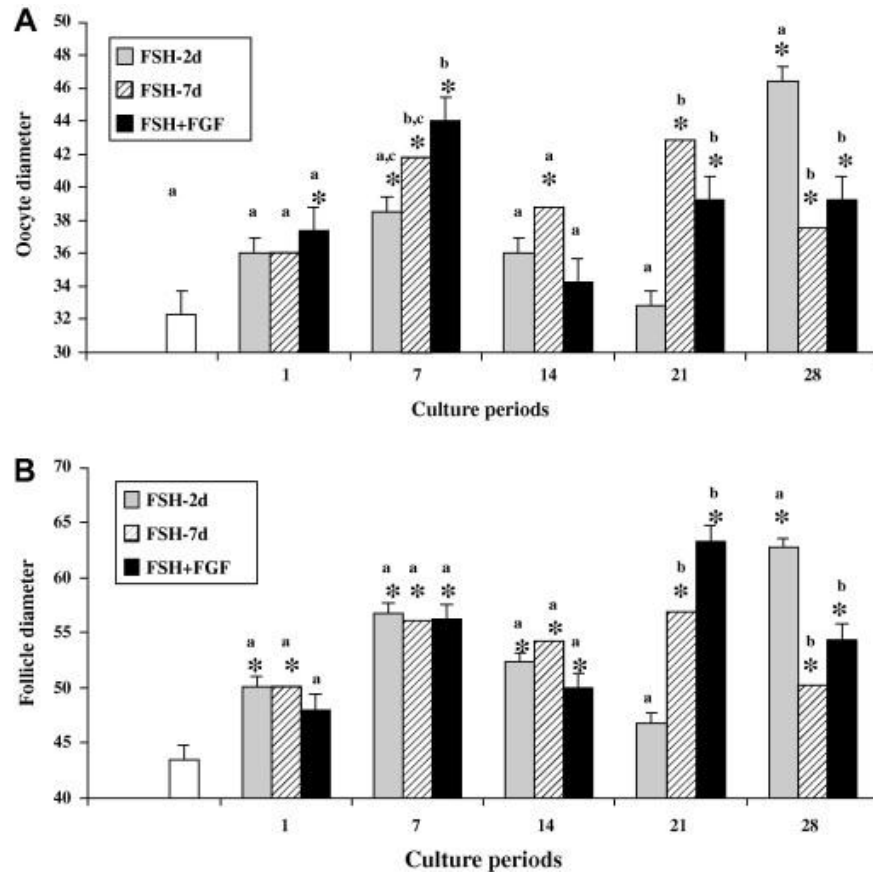 A
50
48
46
44
42
40
38
36
34
32
30
Oocyte diameter
FSH-2d
FSH-7d
FSH+FGF
a
a a a *
a,c * b,c * b *
a a * a
a b * b *
a * b * b *
1 7 14 21 28
Culture periods
B
70
65
60
55
50
45
40
Follicle diameter
FSH-2d
FSH-7d
FSH+FGF
a * a * a
a * a * a *
a * a * a *
a b * b *
a * b * b *
1 7 14 21 28
Culture periods